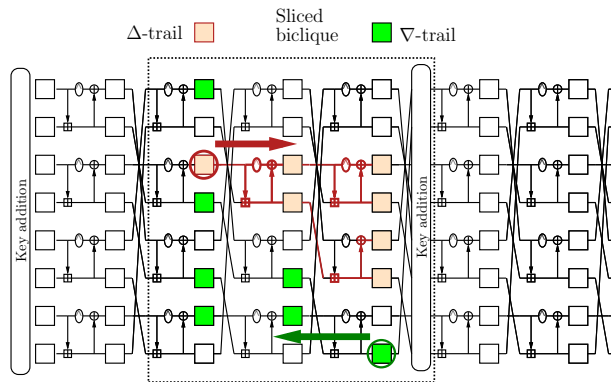 Sliced
biclique
Δ-trail
∇-trail
Key addition
Key addition